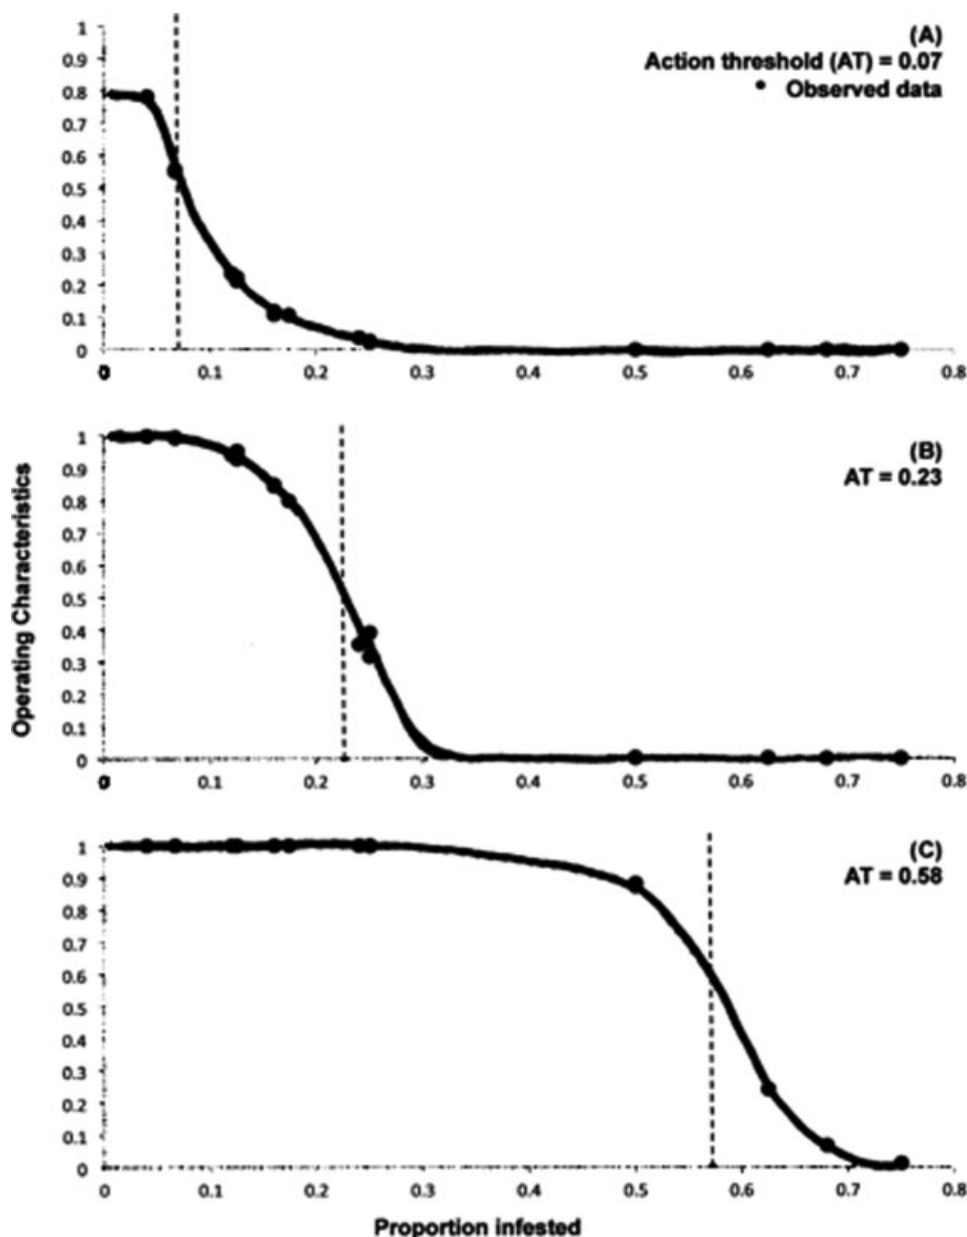 (A)
Action threshold (AT) = 0.07
• Observed data
1
0.9
0.8
0.7
0.6
0.5
0.4
0.3
0.2
0.1
0
0 0.1 0.2 0.3 0.4 0.5 0.6 0.7 0.8
(B)
AT = 0.23
1
0.9
0.8
0.7
0.6
0.5
0.4
0.3
0.2
0.1
0
0 0.1 0.2 0.3 0.4 0.5 0.6 0.7 0.8
Operating Characteristics
(C)
AT = 0.58
1
0.9
0.8
0.7
0.6
0.5
0.4
0.3
0.2
0.1
0
0 0.1 0.2 0.3 0.4 0.5 0.6 0.7 0.8
Proportion infested